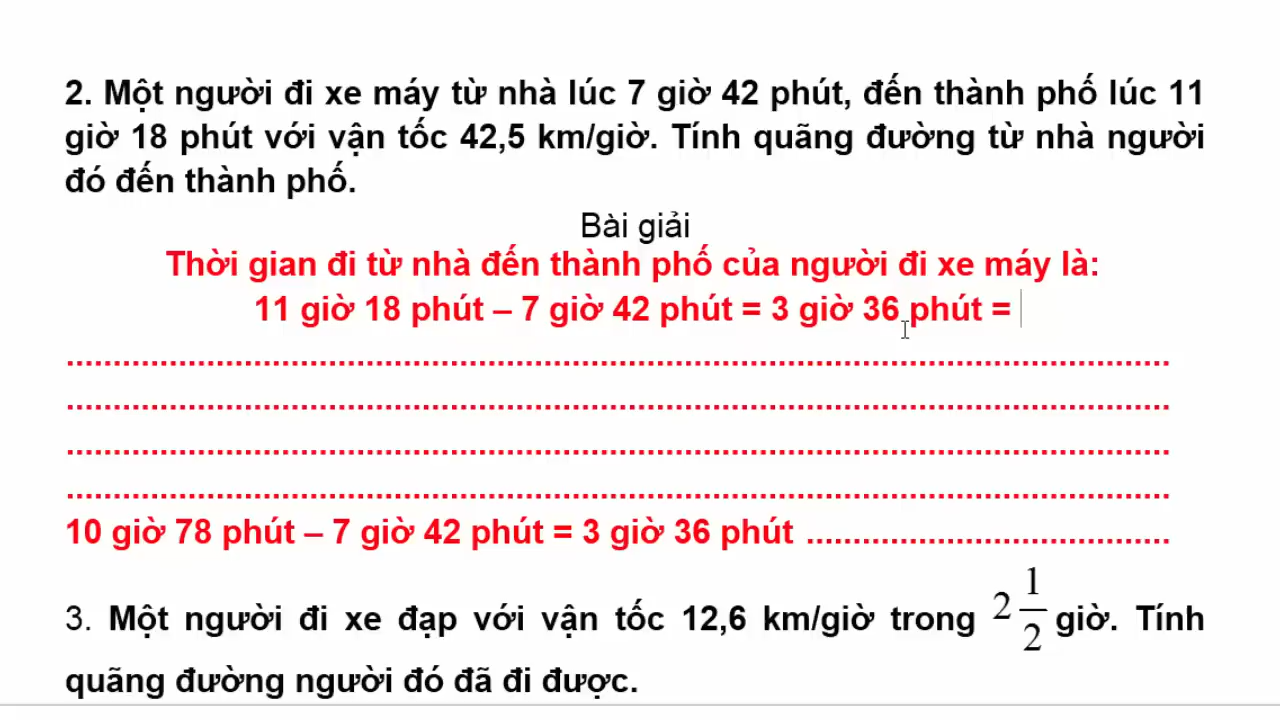 2. Một người đi xe máy từ nhà lúc 7 giờ 42 phút, đến thành phố lúc 11
giờ 18 phút với vận tốc 42,5 km/giờ. Tính quãng đường từ nhà người
đó đến thành phố.
Bài giải
Thời gian đi từ nhà đến thành phố của người đi xe máy là:
11 giờ 18 phút – 7 giờ 42 phút = 3 giờ 36 phút =
......................................................................................................................
......................................................................................................................
......................................................................................................................
......................................................................................................................
10 giờ 78 phút – 7 giờ 42 phút = 3 giờ 36 phút .......................................
3. Một người đi xe đạp với vận tốc 12,6 km/giờ trong 2 1/2 giờ. Tính
quãng đường người đó đã đi được.